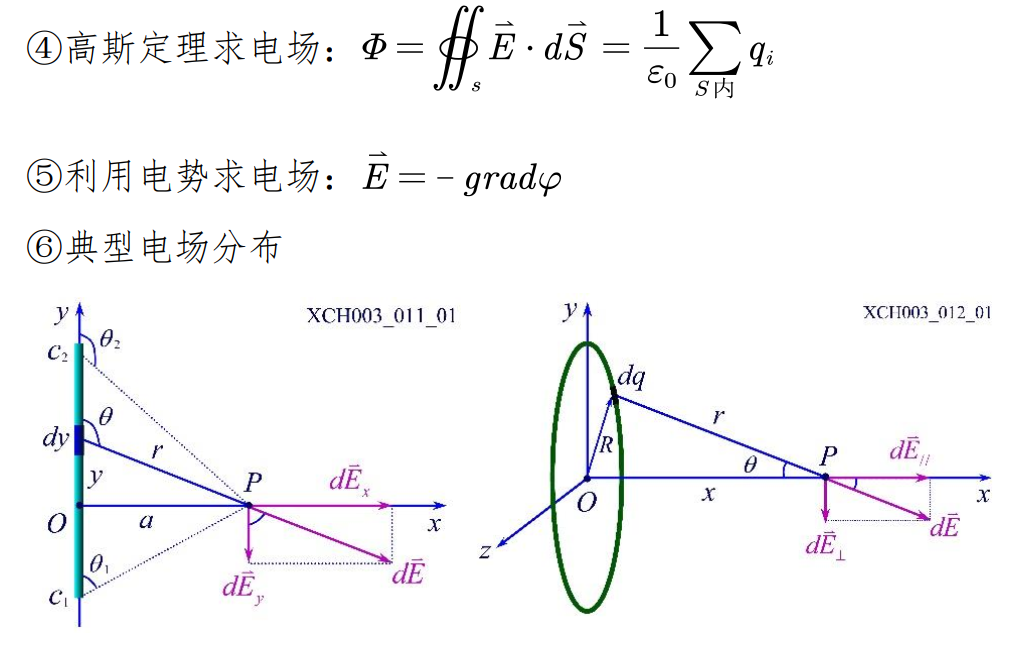 ④高斯定理求电场：Φ = ∯ₛ E⃗ · dS⃗ = 1/ε₀ ∑_{S内} qᵢ
⑤利用电势求电场：E⃗ = − gradφ
⑥典型电场分布
XCH003_011_01
y
θ₂
c₂
θ
dy
r
y
P
dE⃗ₓ
O
a
x
θ₁
dE⃗_y
dE⃗
c₁
XCH003_012_01
y
dq
r
R
θ
P
dE⃗_//
O
x
x
z
dE⃗_⊥
dE⃗